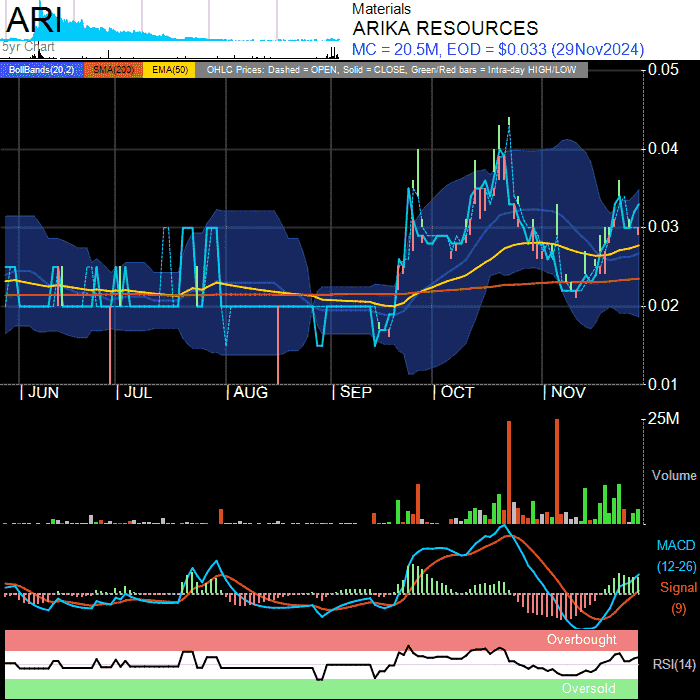 ARI
5yr Chart
Materials
ARIKA RESOURCES
MC = 20.5M, EOD = $0.033 (29Nov2024)
BollBands(20,2) SMA(200) EMA(50) OHLC Prices: Dashed = OPEN, Solid = CLOSE, Green/Red bars = Intra-day HIGH/LOW
0.05
0.04
0.03
0.02
0.01
| JUN | JUL | AUG | SEP | OCT | NOV
25M
Volume
MACD
(12-26)
Signal
(9)
Overbought
RSI(14)
Oversold